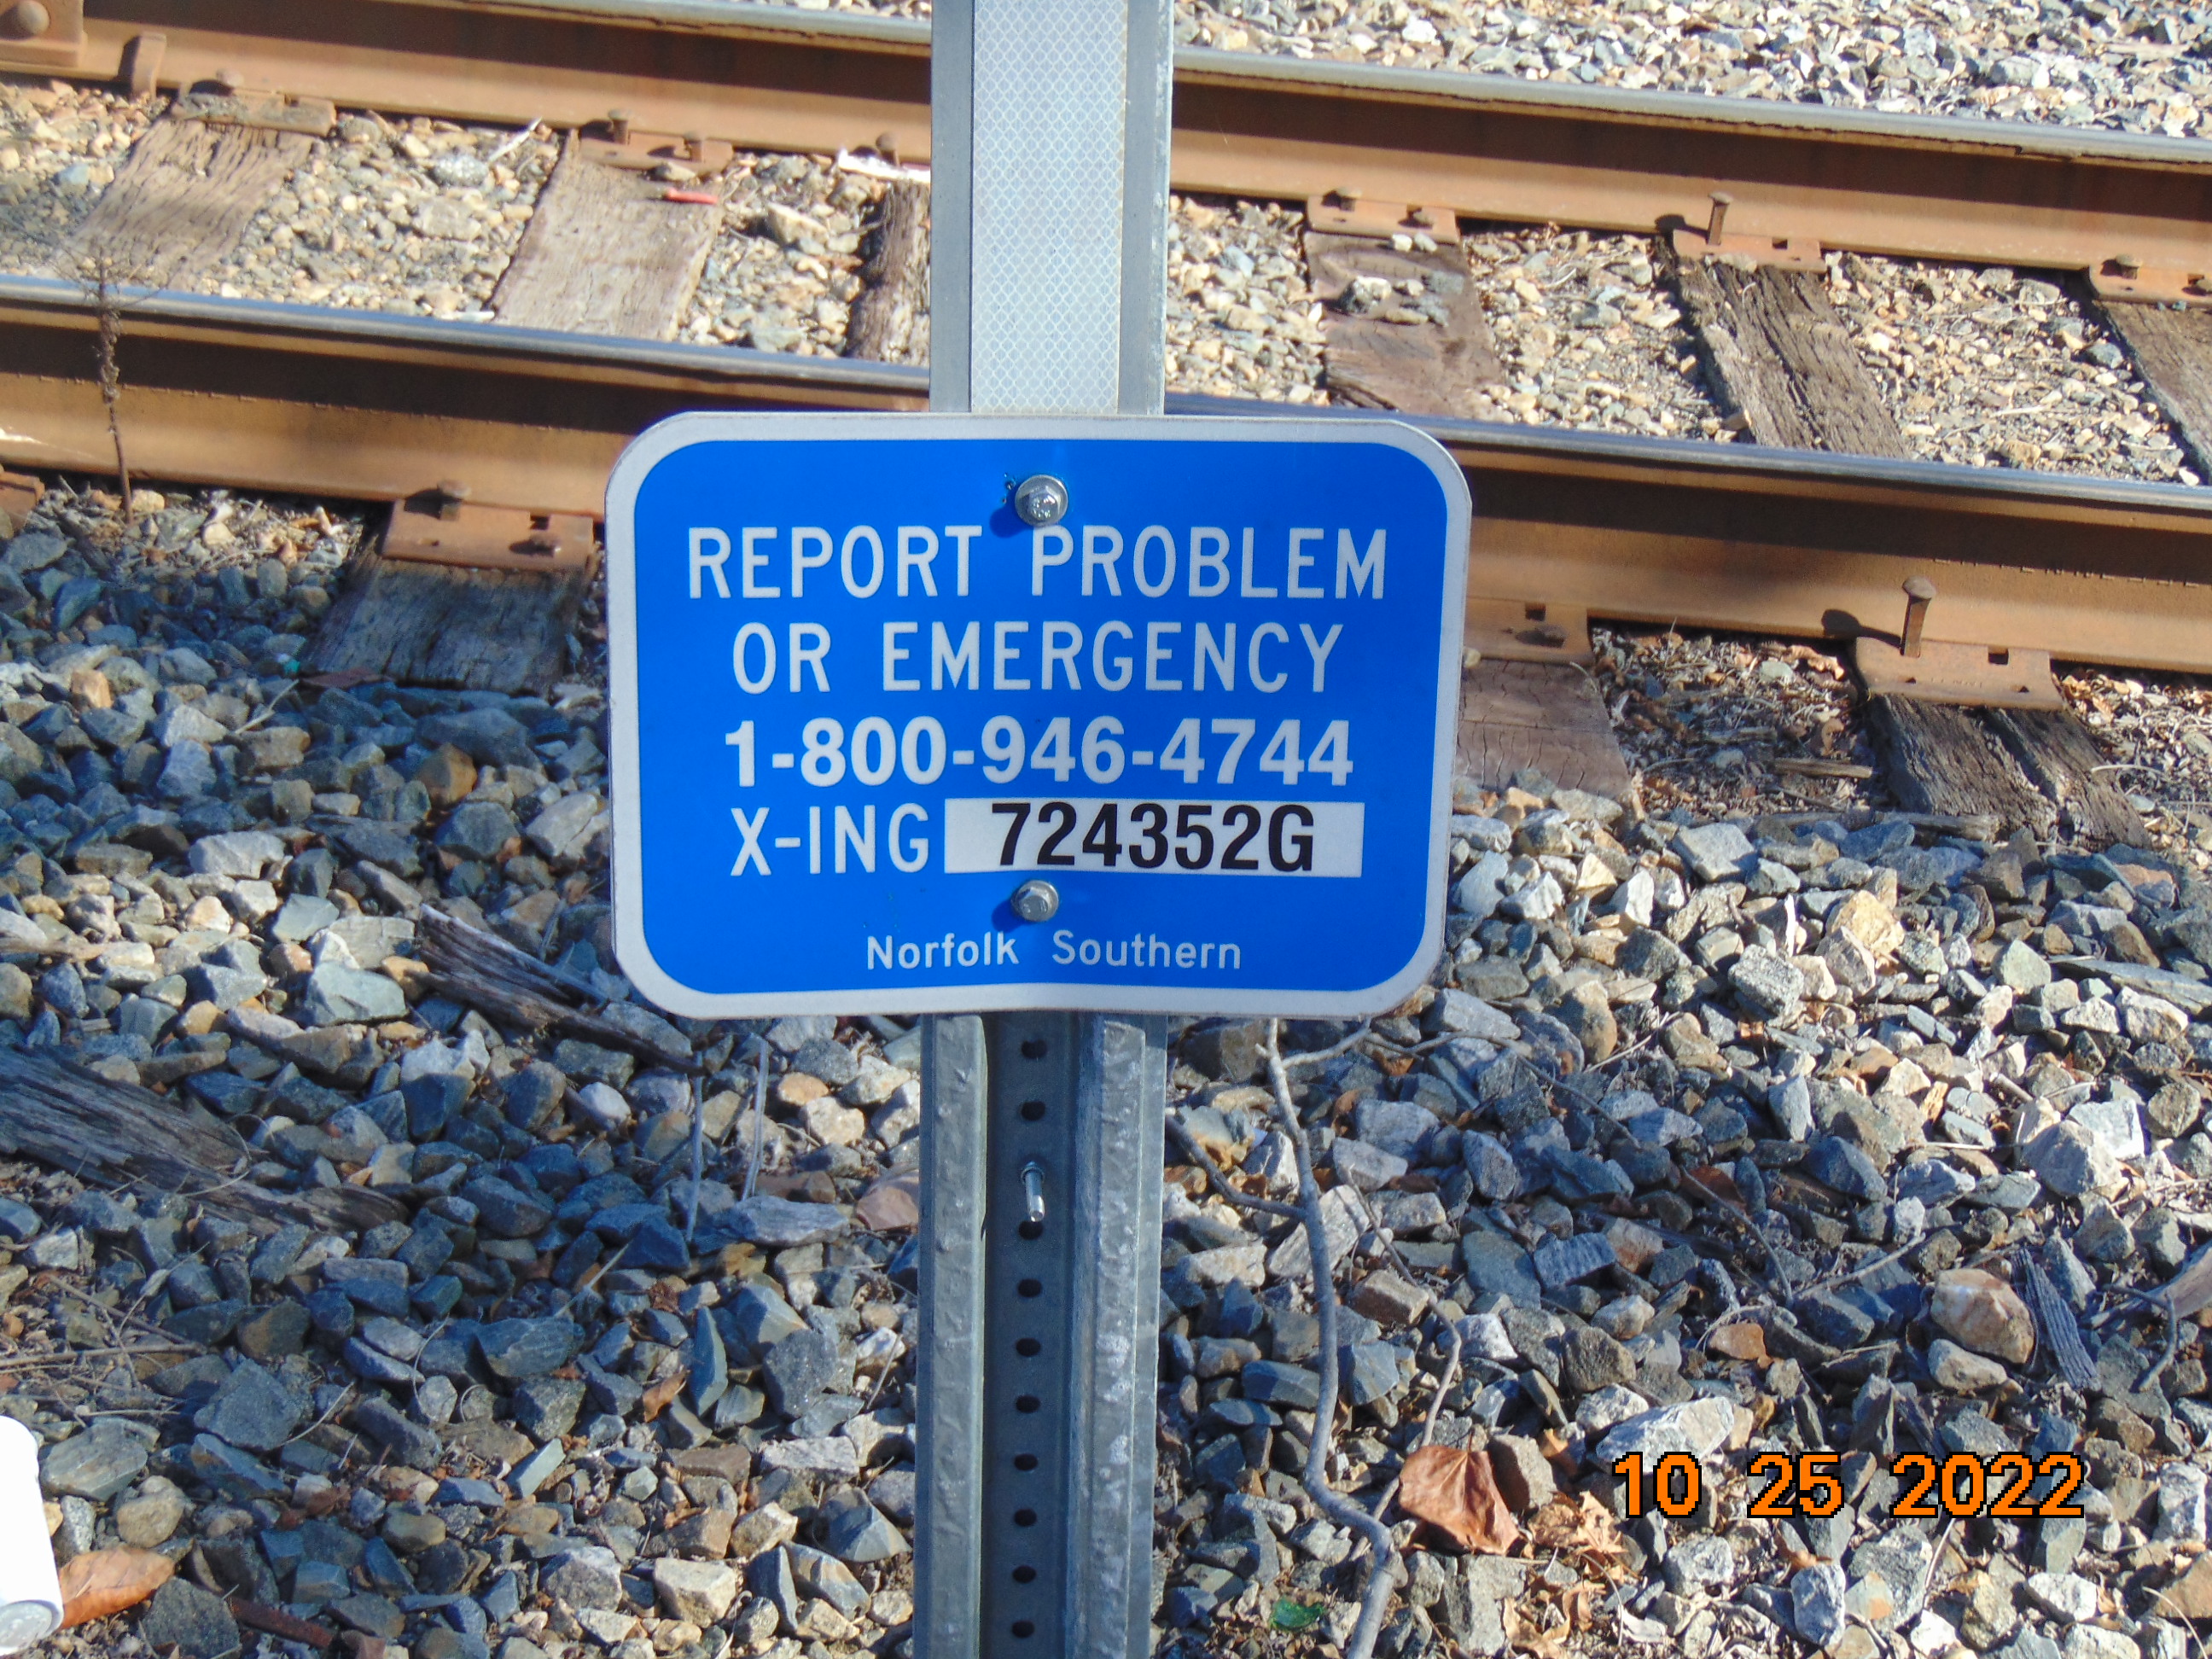 REPORT PROBLEM
OR EMERGENCY
1-800-946-4744
X-ING 724352G
Norfolk Southern
10 25 2022